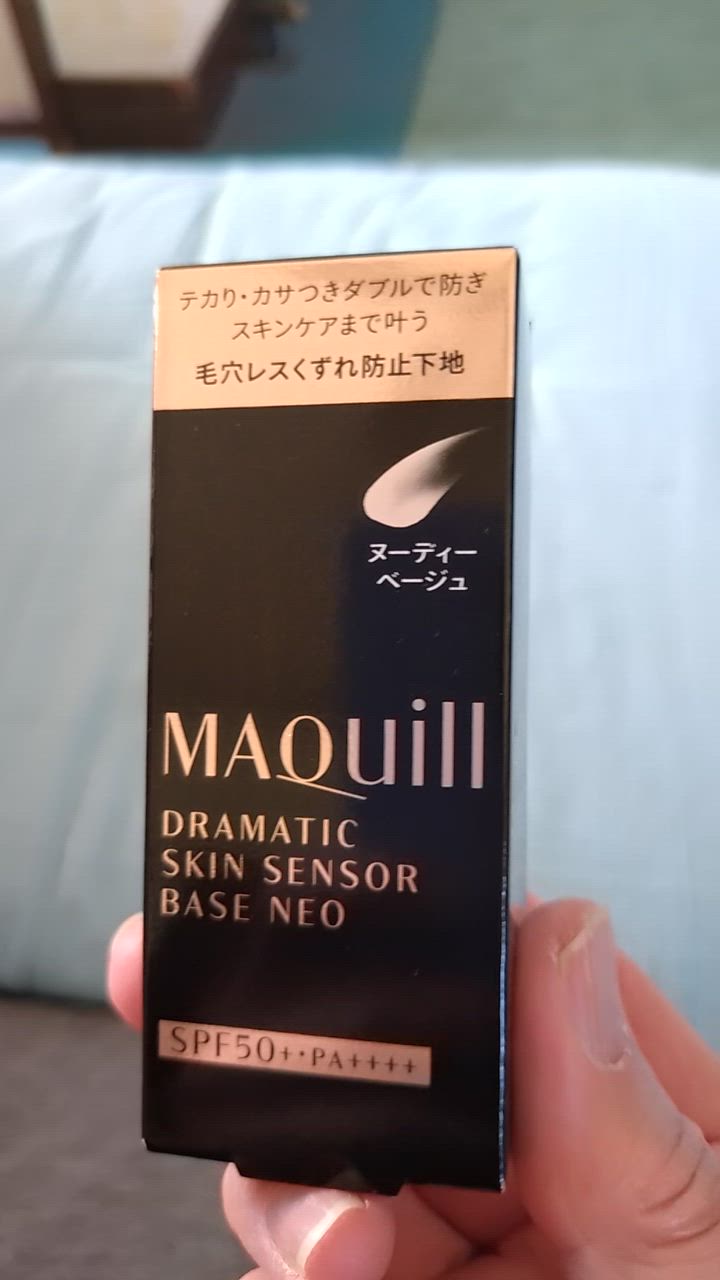 テカリ・カサつきダブルで防ぎ
スキンケアまで叶う
毛穴レスくずれ防止下地
ヌーディー
ベージュ
MAQuill
DRAMATIC
SKIN SENSOR
BASE NEO
SPF50+・PA++++